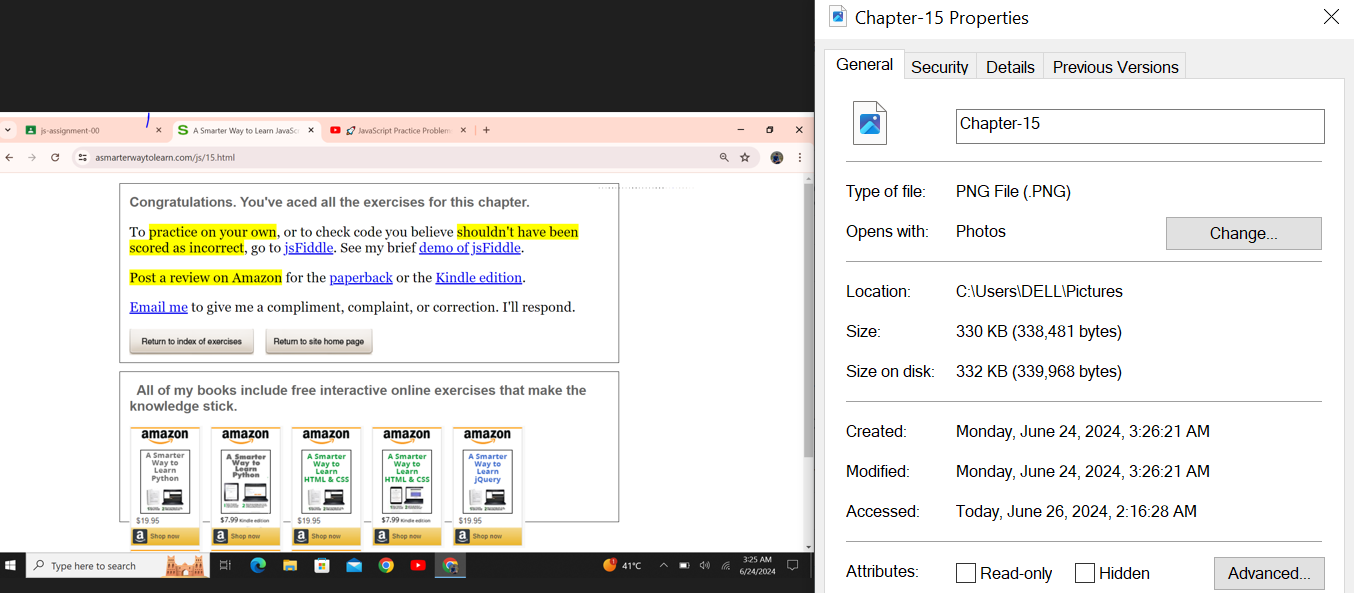 js-assignment-00
A Smarter Way to Learn JavaSc
JavaScript Practice Problem
asmarterwaytolearn.com/js/15.html
Congratulations. You've aced all the exercises for this chapter.
To practice on your own, or to check code you believe shouldn't have been
scored as incorrect, go to jsFiddle. See my brief demo of jsFiddle.
Post a review on Amazon for the paperback or the Kindle edition.
Email me to give me a compliment, complaint, or correction. I'll respond.
Return to index of exercises
Return to site home page
All of my books include free interactive online exercises that make the
knowledge stick.
amazon
A Smarter
Way to
Learn
Python
$19.95
a Shop now
amazon
A Smarter
Way to
Learn
Python
$7.99 Kindle edition
a Shop now
amazon
A Smarter
Way to
Learn
HTML & CSS
$19.95
a Shop now
amazon
A Smarter
Way to
Learn
HTML & CSS
$7.99 Kindle edition
a Shop now
amazon
A Smarter
Way to
Learn
jQuery
$19.95
a Shop now
Type here to search
41°C
3:25 AM
6/24/2024
Chapter-15 Properties
General
Security
Details
Previous Versions
Chapter-15
Type of file: PNG File (.PNG)
Opens with: Photos
Change...
Location: C:\Users\DELL\Pictures
Size: 330 KB (338,481 bytes)
Size on disk: 332 KB (339,968 bytes)
Created: Monday, June 24, 2024, 3:26:21 AM
Modified: Monday, June 24, 2024, 3:26:21 AM
Accessed: Today, June 26, 2024, 2:16:28 AM
Attributes: Read-only Hidden Advanced...